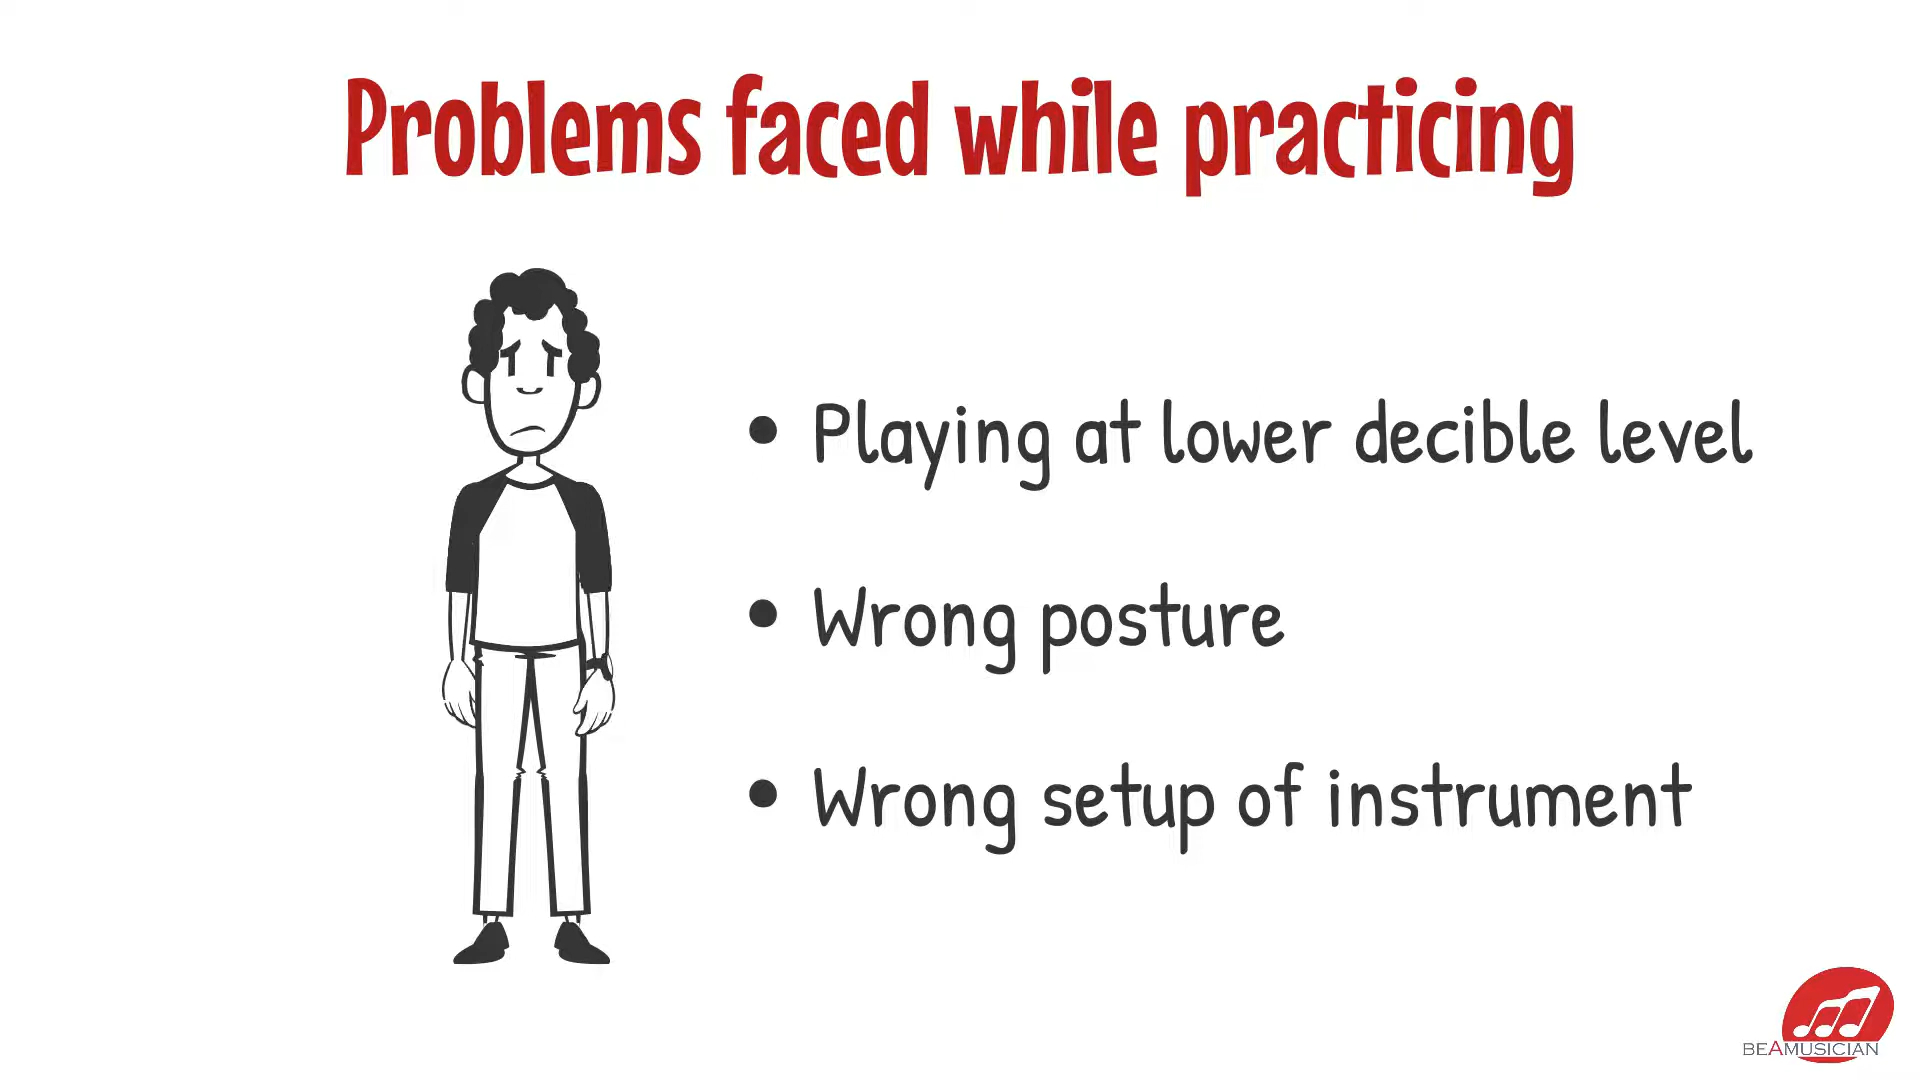 Problems faced while practicing
• Playing at lower decible level
• Wrong posture
• Wrong setup of instrument
BEAMUSICIAN